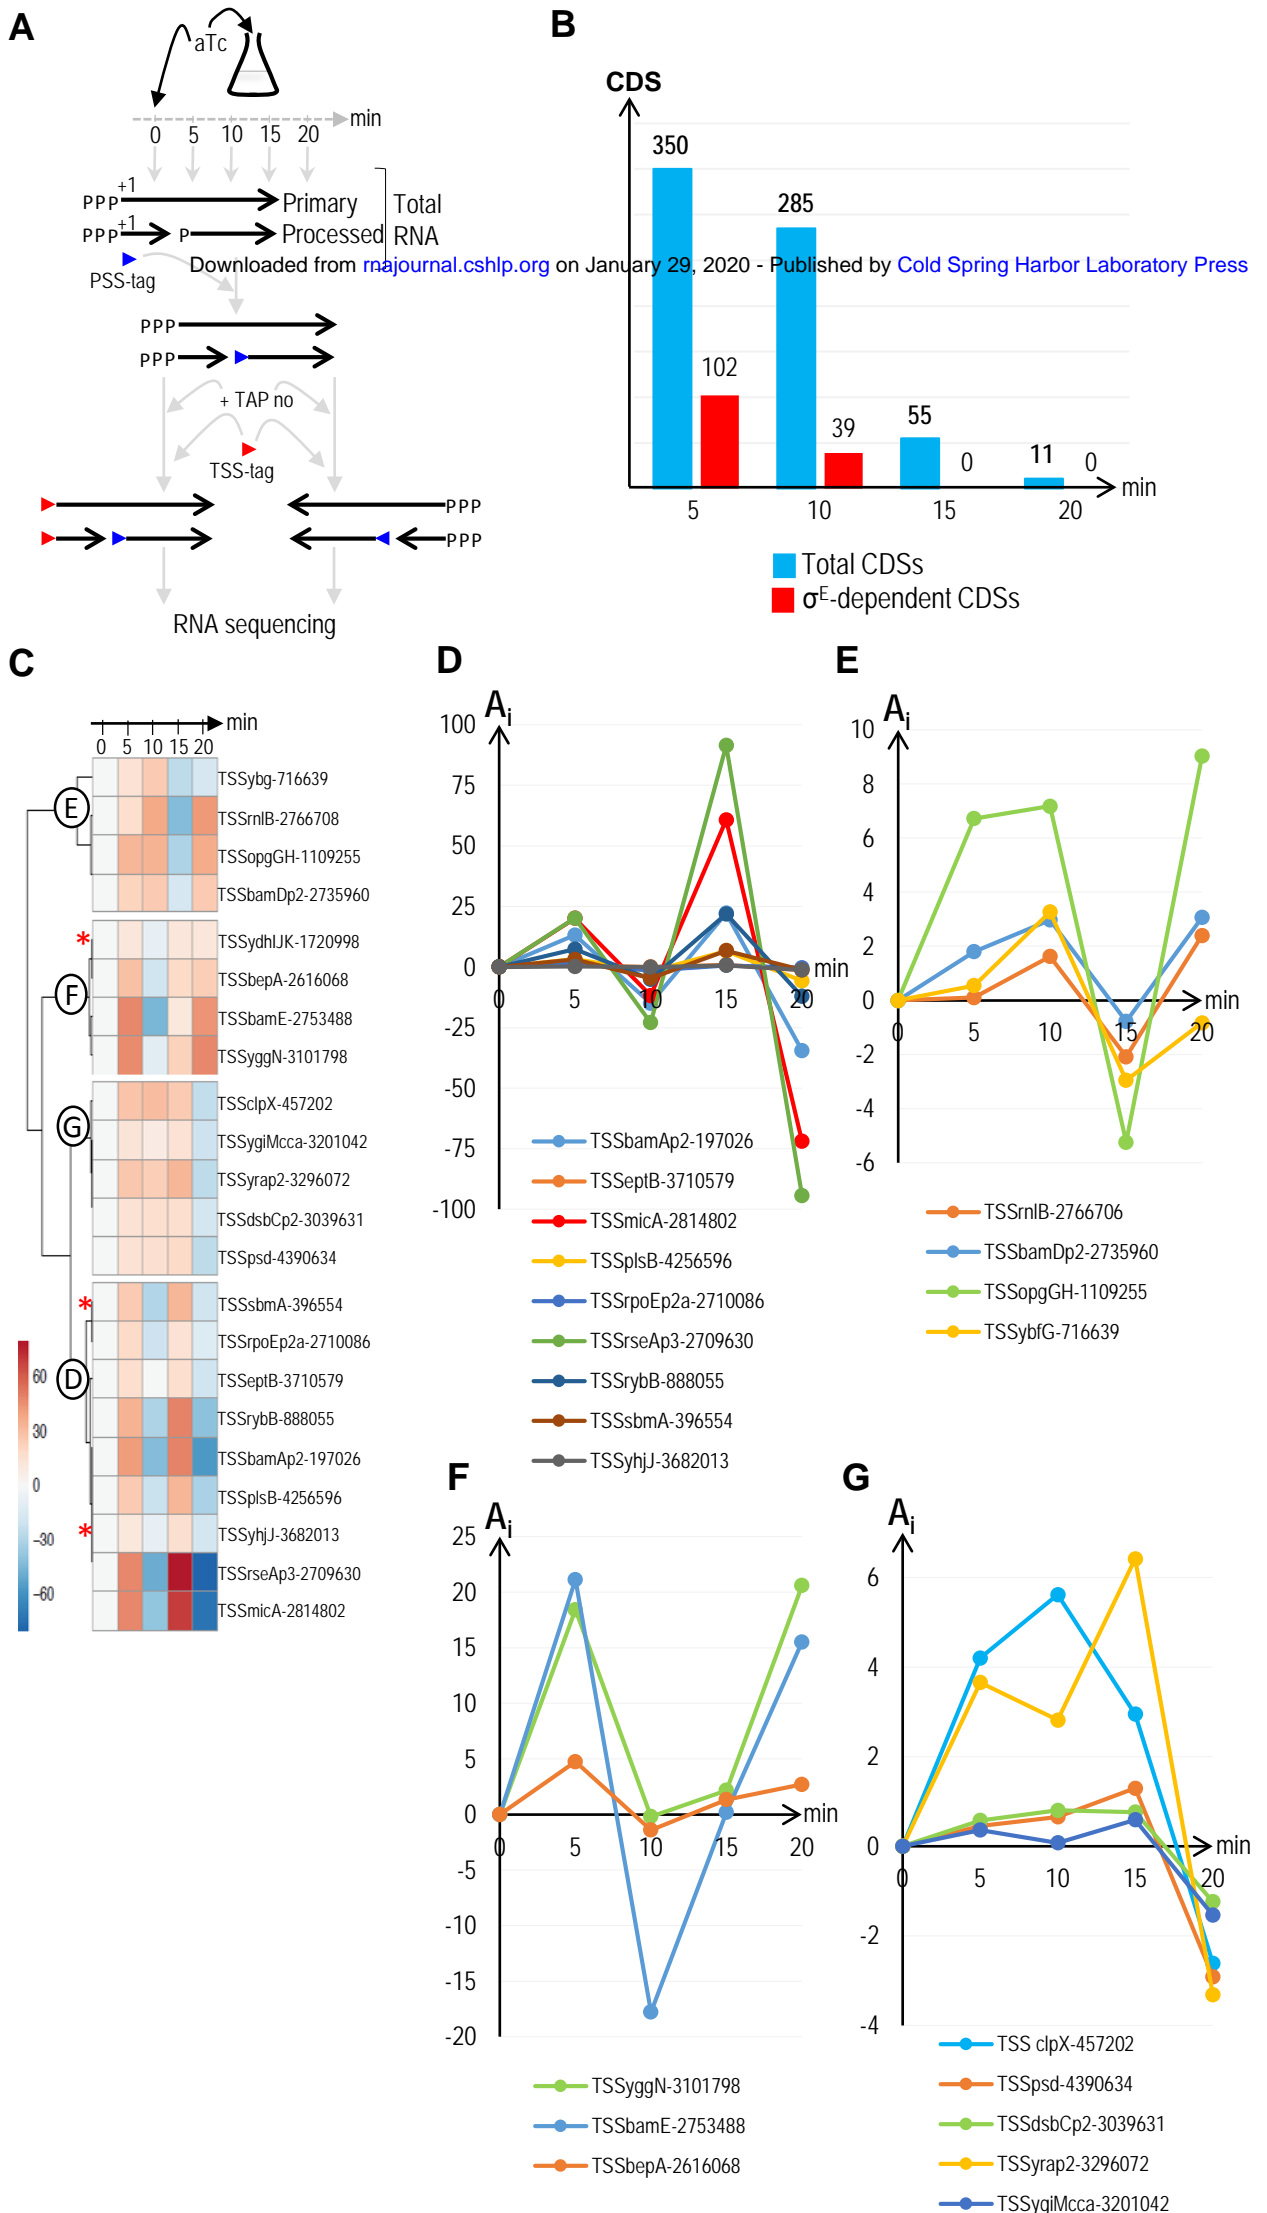 A
aTc
min
0 5 10 15 20
PPP +1 Primary
PPP +1 P Processed
Total
RNA
PSS-tag
Downloaded from rnajournal.cshlp.org on January 29, 2020 - Published by Cold Spring Harbor Laboratory Press
PPP
PPP
+ TAP no
TSS-tag
PPP
PPP
RNA sequencing
B
CDS
350
102
285
39
55
0
11
0
min
5 10 15 20
Total CDSs
σE-dependent CDSs
C
min
0 5 10 15 20
E
TSSybg-716639
TSSrnlB-2766708
TSSopgGH-1109255
TSSbamDp2-2735960
F
*
TSSydhIJK-1720998
TSSbepA-2616068
TSSbamE-2753488
TSSyggN-3101798
G
TSSclpX-457202
TSSygiMcca-3201042
TSSyrap2-3296072
TSSdsbCp2-3039631
TSSpsd-4390634
D
*
TSSsbmA-396554
TSSrpoEp2a-2710086
TSSeptB-3710579
TSSrybB-888055
TSSbamAp2-197026
TSSplsB-4256596
*
TSSyhjJ-3682013
TSSrseAp3-2709630
TSSmicA-2814802
60
30
0
−30
−60
D
Ai
100
75
50
25
0
-25
-50
-75
-100
0 5 10 15 20
min
TSSbamAp2-197026
TSSeptB-3710579
TSSmicA-2814802
TSSplsB-4256596
TSSrpoEp2a-2710086
TSSrseAp3-2709630
TSSrybB-888055
TSSsbmA-396554
TSSyhjJ-3682013
E
Ai
10
8
6
4
2
0
-2
-4
-6
0 5 10 15 20
min
TSSrnlB-2766706
TSSbamDp2-2735960
TSSopgGH-1109255
TSSybfG-716639
F
Ai
25
20
15
10
5
0
-5
-10
-15
-20
0 5 10 15 20
min
TSSyggN-3101798
TSSbamE-2753488
TSSbepA-2616068
G
Ai
6
4
2
0
-2
-4
0 5 10 15 20
min
TSS clpX-457202
TSSpsd-4390634
TSSdsbCp2-3039631
TSSyrap2-3296072
TSSygiMcca-3201042